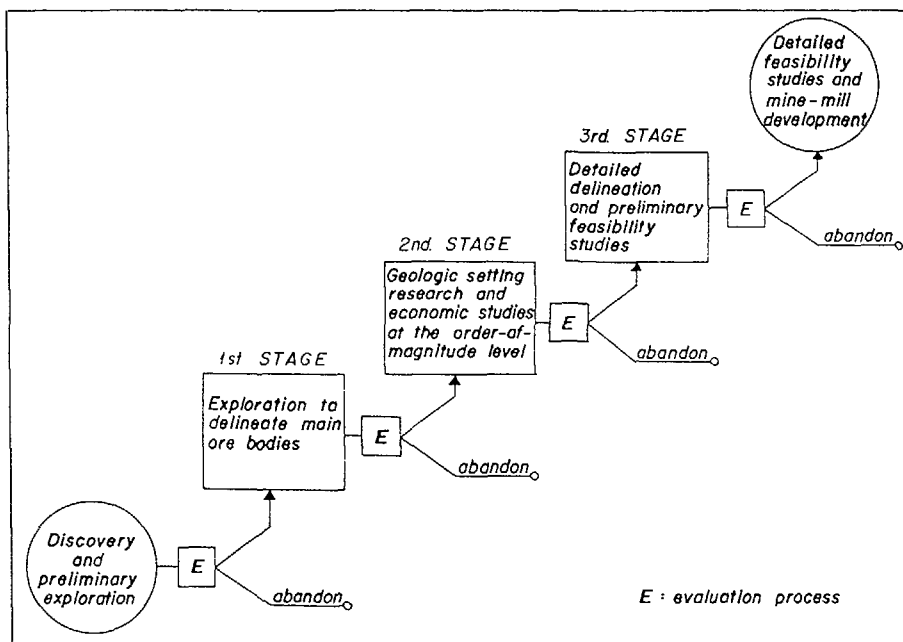 Detailed
feasibility
studies and
mine-mill
development
3rd. STAGE
Detailed
delineation
and preliminary
feasibility
studies
E
abandon
2nd. STAGE
Geologic setting
research and
economic studies
at the order-of-
magnitude level
E
abandon
1st STAGE
Exploration to
delineate main
ore bodies
E
abandon
Discovery
and
preliminary
exploration
E
abandon
E : evaluation process